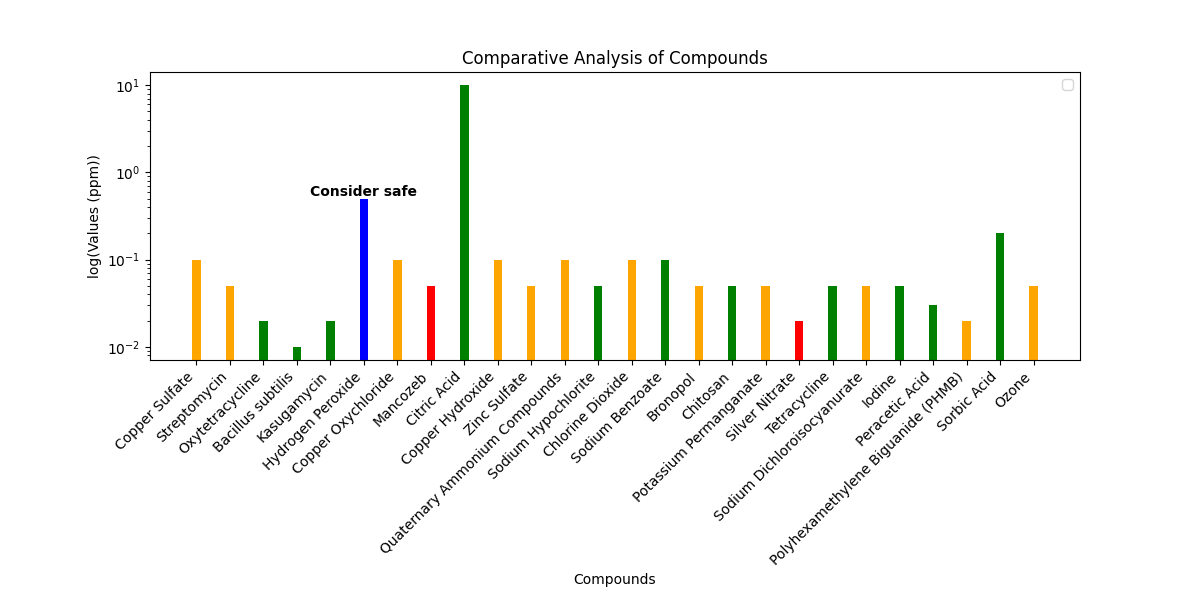 Comparative Analysis of Compounds
log(Values (ppm))
10¹
10⁰
10⁻¹
10⁻²
Consider safe
Copper Sulfate
Streptomycin
Oxytetracycline
Bacillus subtilis
Kasugamycin
Hydrogen Peroxide
Copper Oxychloride
Mancozeb
Citric Acid
Copper Hydroxide
Zinc Sulfate
Quaternary Ammonium Compounds
Sodium Hypochlorite
Chlorine Dioxide
Sodium Benzoate
Bronopol
Chitosan
Potassium Permanganate
Silver Nitrate
Tetracycline
Sodium Dichloroisocyanurate
Iodine
Peracetic Acid
Polyhexamethylene Biguanide (PHMB)
Sorbic Acid
Ozone
Compounds